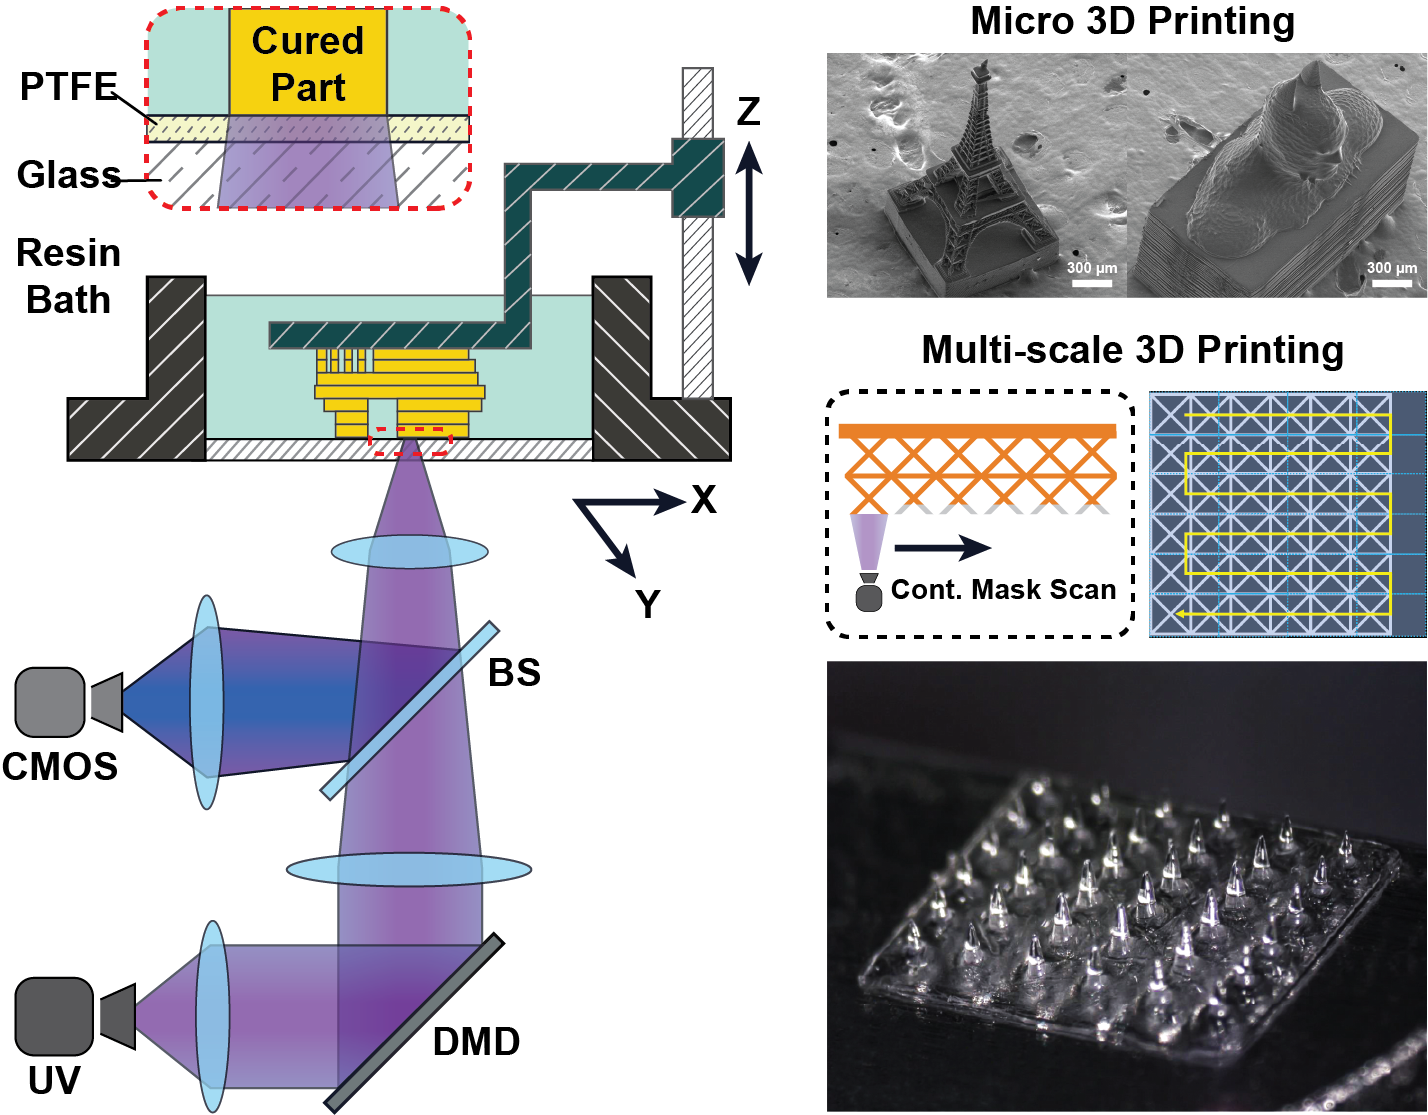 Cured
Part
PTFE
Glass
Resin
Bath
Z
X
Y
BS
CMOS
DMD
UV
Micro 3D Printing
300 µm
300 µm
Multi-scale 3D Printing
Cont. Mask Scan